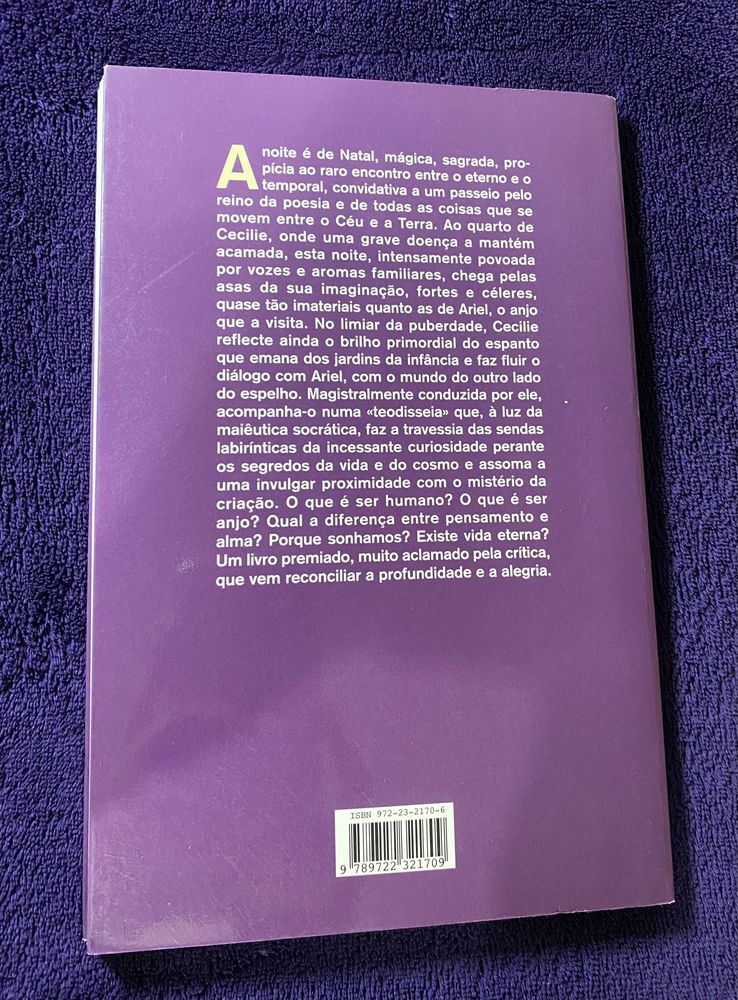 A noite é de Natal, mágica, sagrada, pro-
pícia ao raro encontro entre o eterno e o
temporal, convidativa a um passeio pelo
reino da poesia e de todas as coisas que se
movem entre o Céu e a Terra. Ao quarto de
Cecilie, onde uma grave doença a mantém
acamada, esta noite, intensamente povoada
por vozes e aromas familiares, chega pelas
asas da sua imaginação, fortes e céleres,
quase tão imateriais quanto as de Ariel, o anjo
que a visita. No limiar da puberdade, Cecilie
reflecte ainda o brilho primordial do espanto
que emana dos jardins da infância e faz fluir o
diálogo com Ariel, com o mundo do outro lado
do espelho. Magistralmente conduzida por ele,
acompanha-o numa «teodisseia» que, à luz da
maiêutica socrática, faz a travessia das sendas
labirínticas da incessante curiosidade perante
os segredos da vida e do cosmo e assoma a
uma invulgar proximidade com o mistério da
criação. O que é ser humano? O que é ser
anjo? Qual a diferença entre pensamento e
alma? Porque sonhamos? Existe vida eterna?
Um livro premiado, muito aclamado pela crítica,
que vem reconciliar a profundidade e a alegria.
ISBN 972-23-2170-6
9 789722 321709